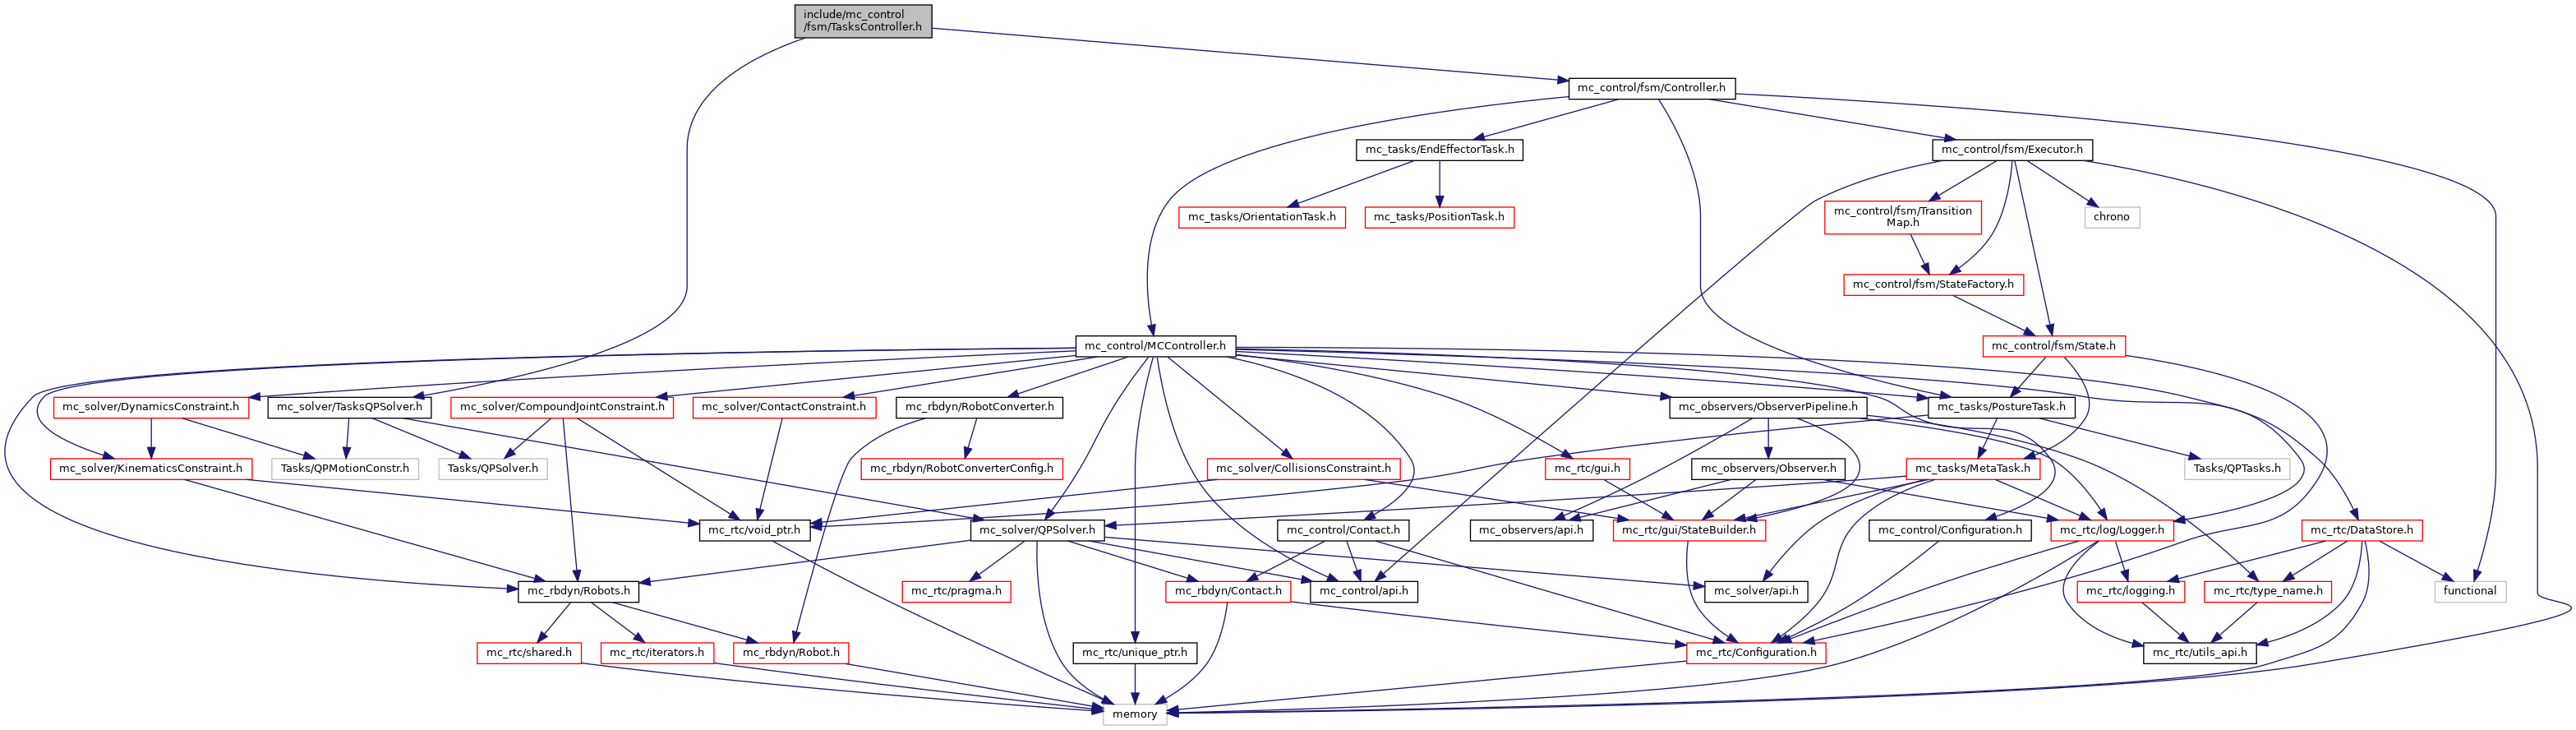 include/mc_control
/fsm/TasksController.h
mc_control/fsm/Controller.h
mc_tasks/EndEffectorTask.h
mc_control/fsm/Executor.h
mc_tasks/OrientationTask.h
mc_tasks/PositionTask.h
mc_control/fsm/Transition
Map.h
chrono
mc_control/fsm/StateFactory.h
mc_control/MCController.h
mc_control/fsm/State.h
mc_solver/DynamicsConstraint.h
mc_solver/TasksQPSolver.h
mc_solver/CompoundJointConstraint.h
mc_solver/ContactConstraint.h
mc_rbdyn/RobotConverter.h
mc_observers/ObserverPipeline.h
mc_tasks/PostureTask.h
mc_solver/KinematicsConstraint.h
Tasks/QPMotionConstr.h
Tasks/QPSolver.h
mc_rbdyn/RobotConverterConfig.h
mc_solver/CollisionsConstraint.h
mc_rtc/gui.h
mc_observers/Observer.h
mc_tasks/MetaTask.h
Tasks/QPTasks.h
mc_rtc/void_ptr.h
mc_solver/QPSolver.h
mc_control/Contact.h
mc_observers/api.h
mc_rtc/gui/StateBuilder.h
mc_control/Configuration.h
mc_rtc/log/Logger.h
mc_rtc/DataStore.h
mc_rbdyn/Robots.h
mc_rtc/pragma.h
mc_rbdyn/Contact.h
mc_control/api.h
mc_solver/api.h
mc_rtc/logging.h
mc_rtc/type_name.h
functional
mc_rtc/shared.h
mc_rtc/iterators.h
mc_rbdyn/Robot.h
mc_rtc/unique_ptr.h
mc_rtc/Configuration.h
mc_rtc/utils_api.h
memory